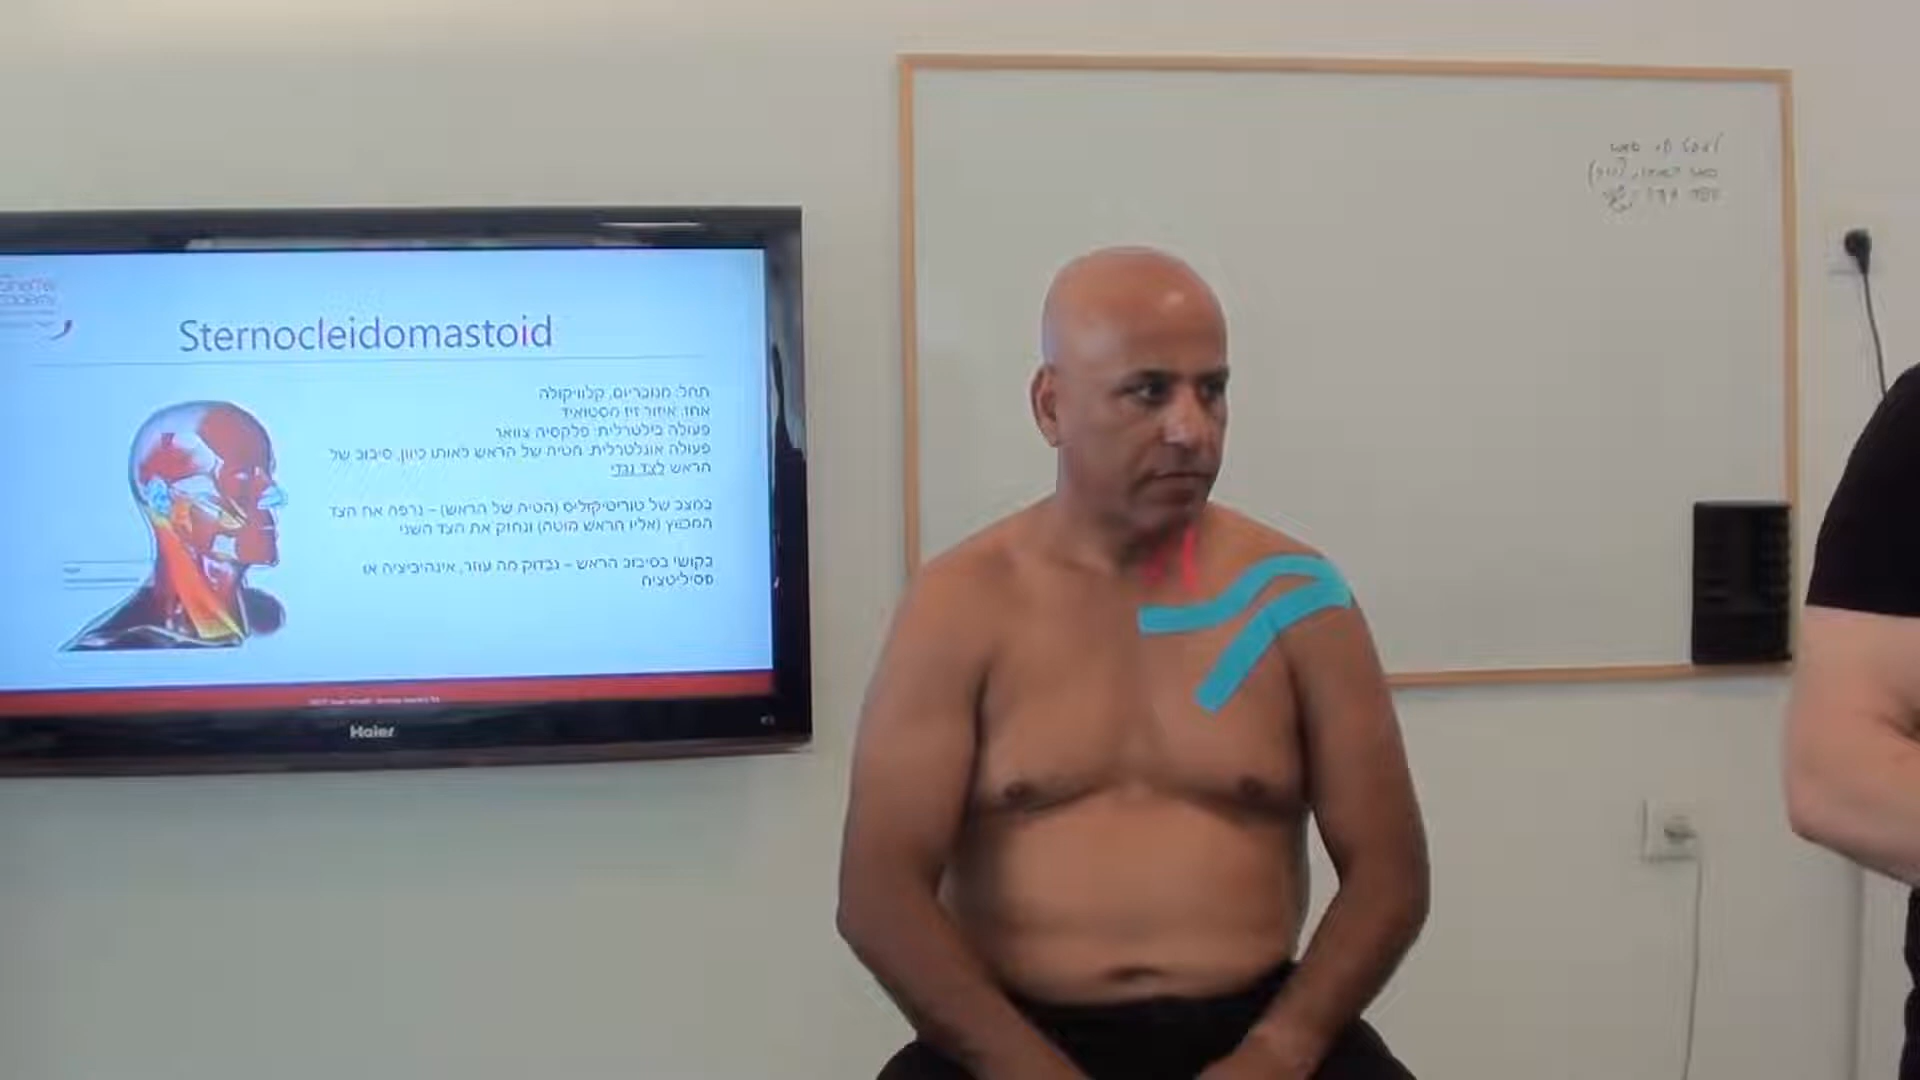 Sternocleidomastoid
תחל: מנובריום, קלוויקולה
אחז: איזור זיז מסטואיד
פעולה בילטרלית: פלקסיה צוואר
פעולה אונלטרלית: הטיה של הראש לאותו כיוון, סיבוב של
הראש לצד נגדי
במצב של טורטיקוליס (הטיה של הראש) – נרפה את הצד
המכווץ (אליו הראש מוטה) ונחזק את הצד השני
בקושי בסיבוב הראש – נבדוק מה עוזר, אינהיביציה או
פסיליטציה
Haier